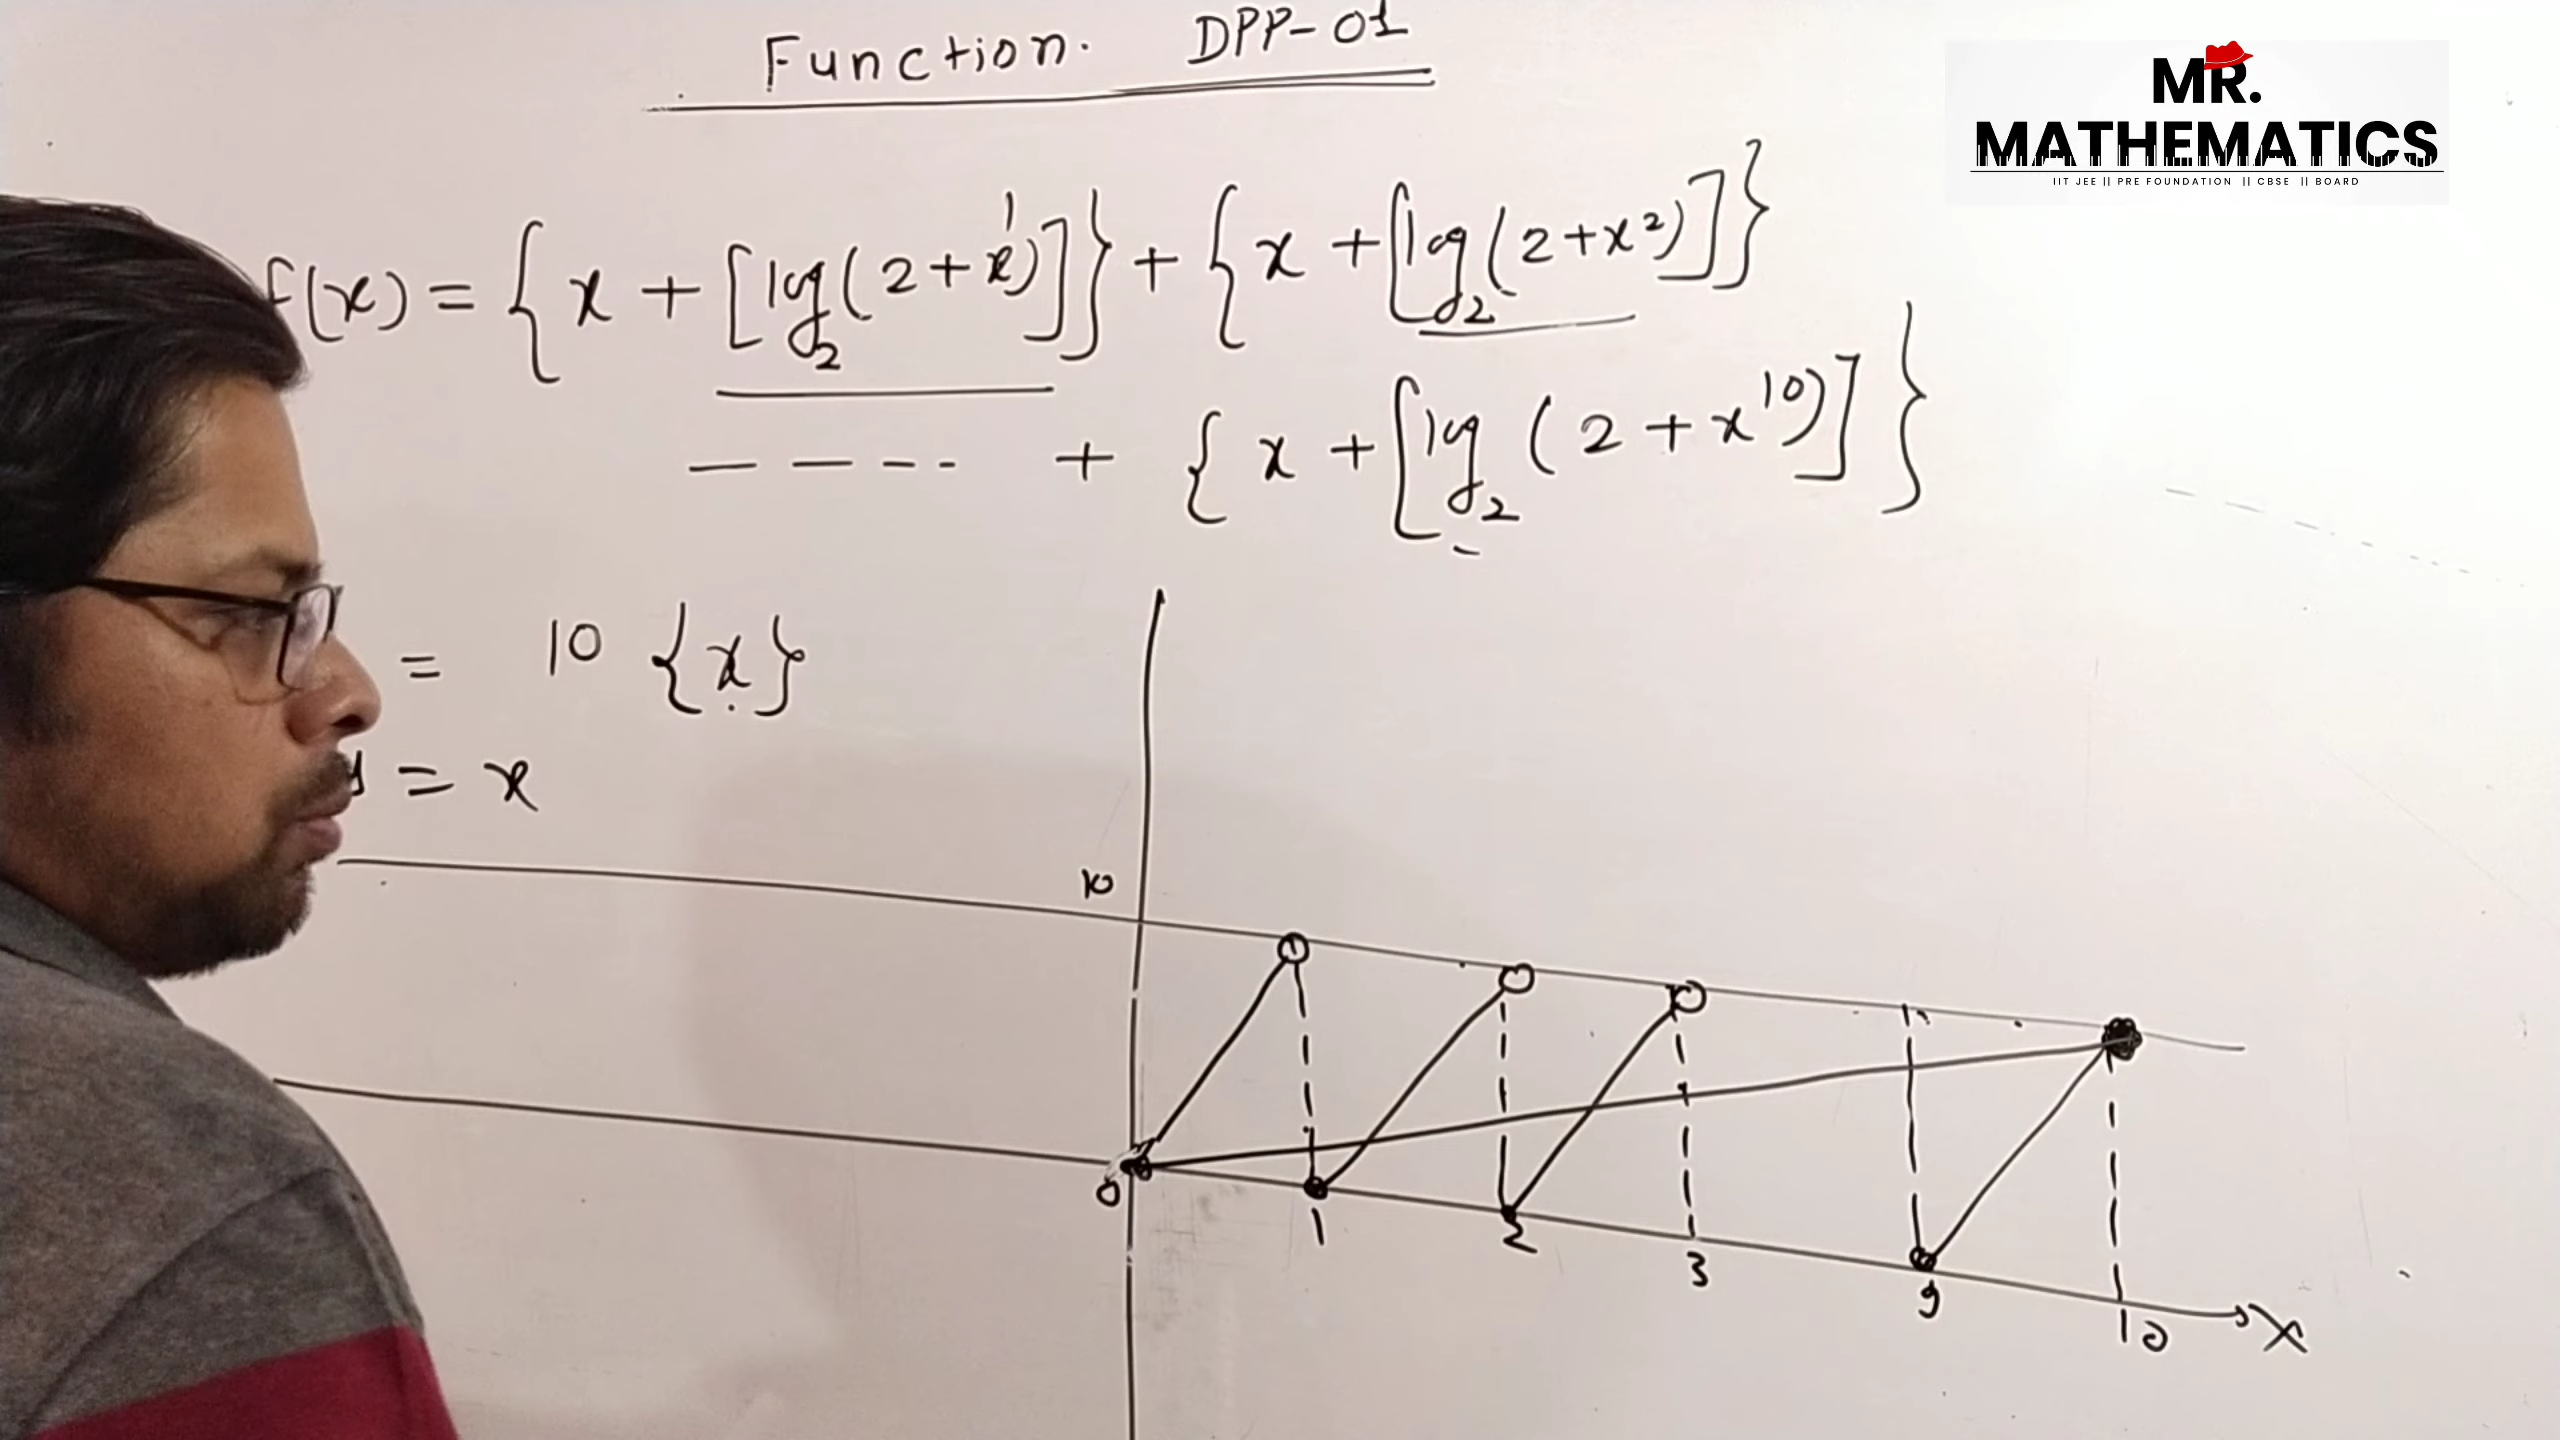 Function. DPP-01
MR.
MATHEMATICS
IIT JEE || PRE FOUNDATION || CBSE || BOARD
f(x) = {x + [log₂(2+x¹)]} + {x + [log₂(2+x²)]}
---- + {x + [log₂(2+x¹⁰)]}
= 10 {x}
y = x
10
0 1 2 3 9 10 X